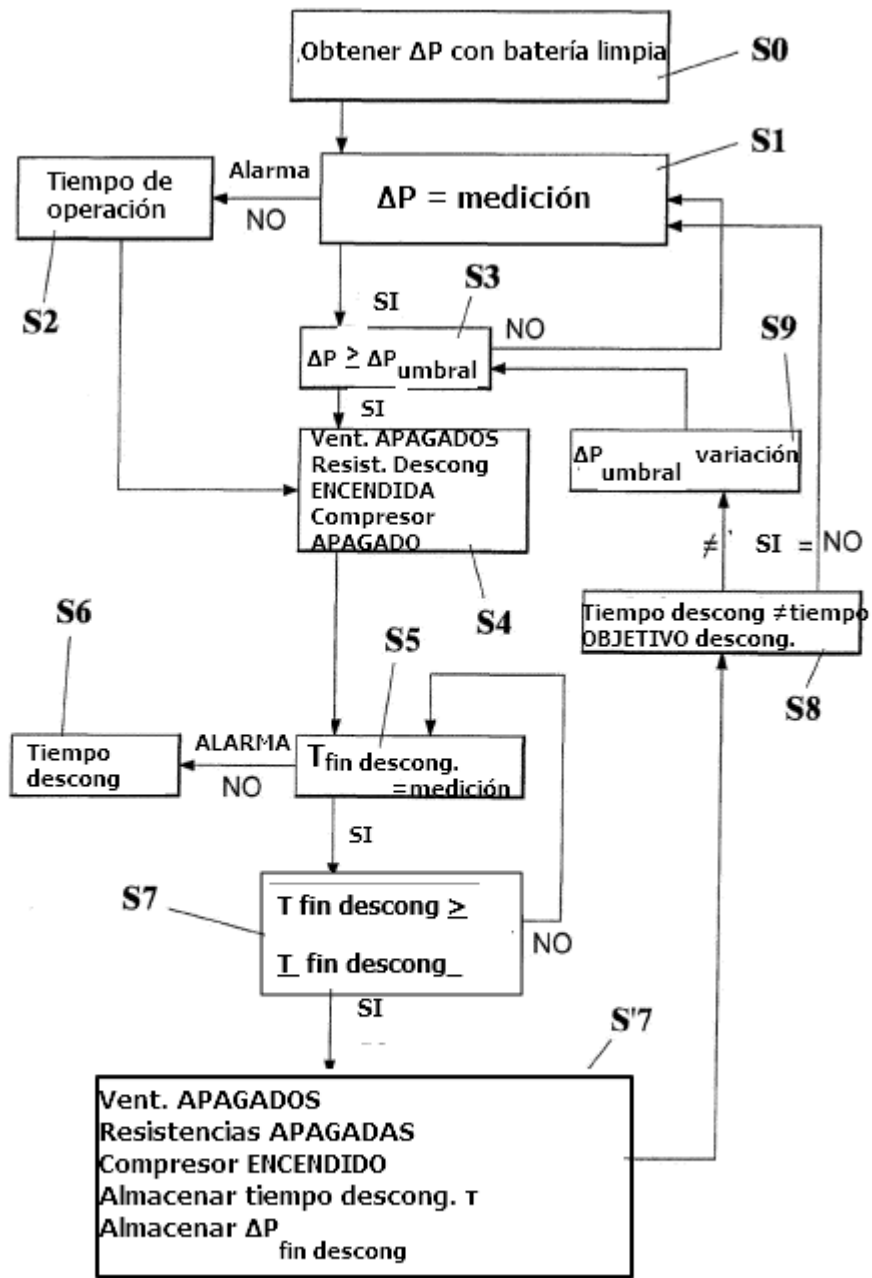 Obtener ΔP con batería limpia
S0
S1
Alarma
Tiempo de
operación
ΔP = medición
NO
S2
SI
S3
NO
S9
ΔP ≥ ΔP umbral
SI
Vent. APAGADOS
Resist. Descong
ENCENDIDA
Compresor
APAGADO
ΔP umbral variación
≠ SI = NO
S4
S6
S5
Tiempo descong ≠tiempo
OBJETIVO descong.
S8
ALARMA
Tiempo
descong
T fin descong.
=medición
NO
SI
S7
T fin descong ≥
T fin descong_
NO
SI
S'7
Vent. APAGADOS
Resistencias APAGADAS
Compresor ENCENDIDO
Almacenar tiempo descong. τ
Almacenar ΔP
fin descong